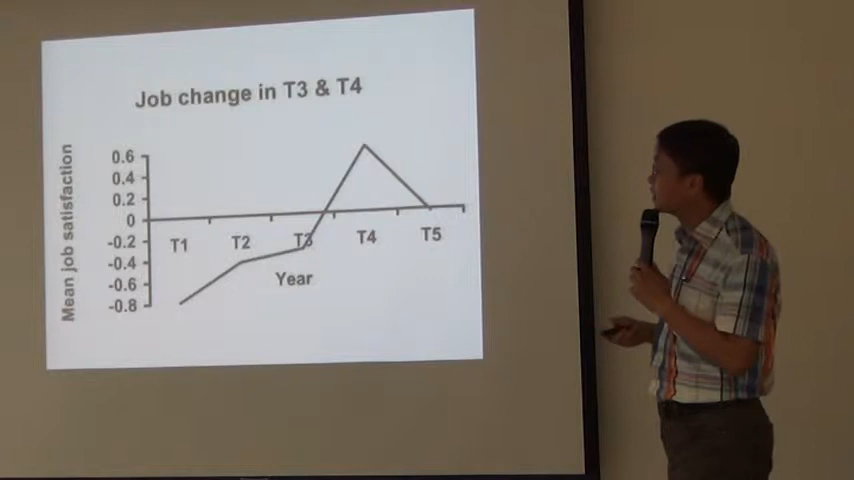 Job change in T3 & T4
Mean job satisfaction
0.6
0.4
0.2
0
-0.2
-0.4
-0.6
-0.8
T1 T2 T3 T4 T5
Year